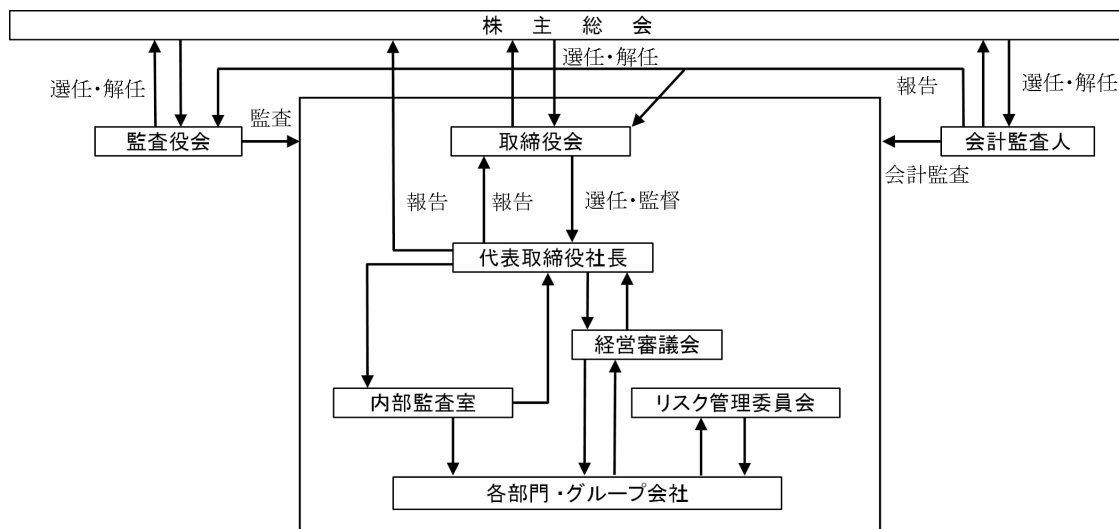 株主総会
選任・解任
選任・解任
報告
選任・解任
監査役会
監査
取締役会
会計監査人
会計監査
報告
報告
選任・監督
代表取締役社長
経営審議会
内部監査室
リスク管理委員会
各部門・グループ会社